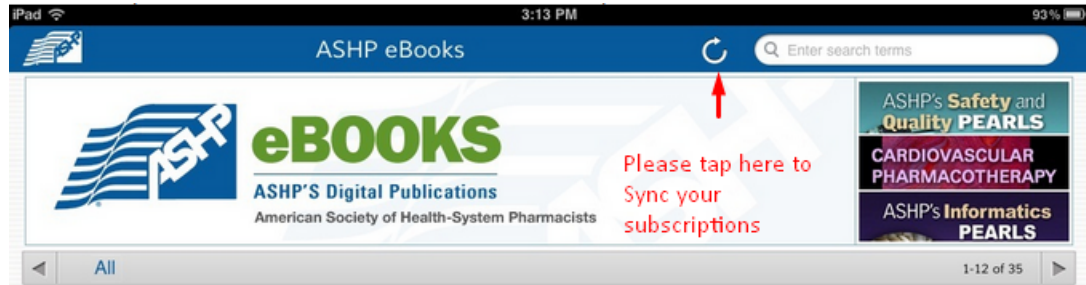 iPad 3:13 PM 93%
ASHP
ASHP eBooks
Enter search terms
ASHP
eBOOKS
ASHP'S Digital Publications
American Society of Health-System Pharmacists
Please tap here to
Sync your
subscriptions
ASHP's Safety and
Quality PEARLS
CARDIOVASCULAR
PHARMACOTHERAPY
ASHP's Informatics
PEARLS
All 1-12 of 35